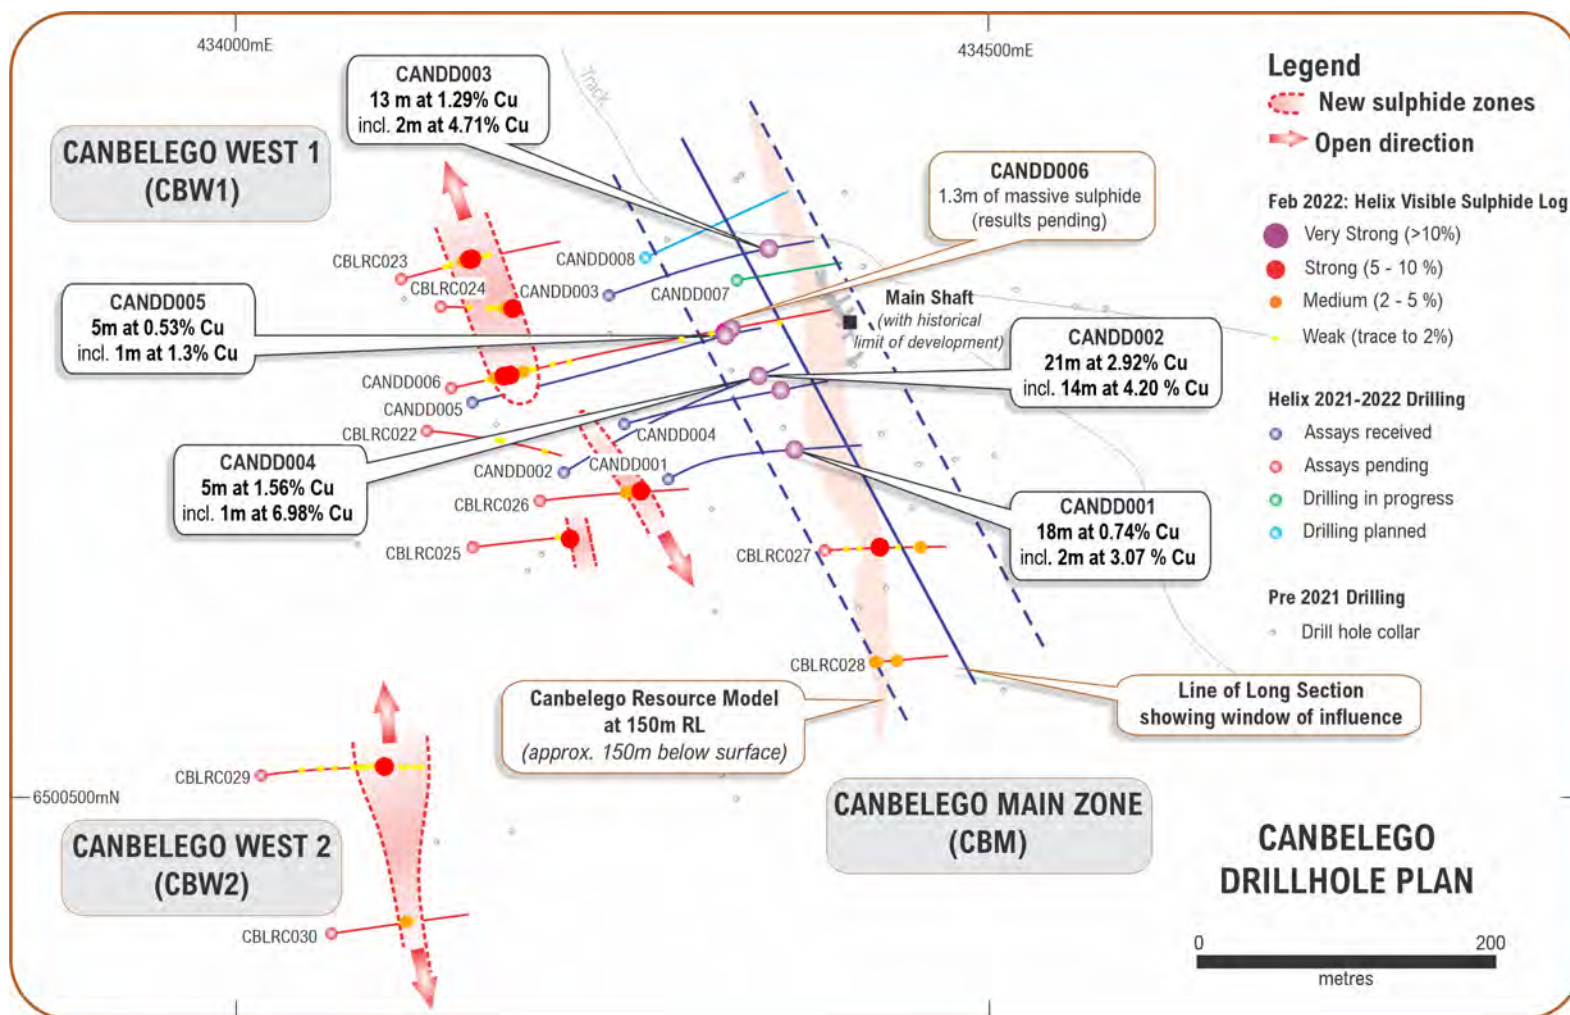 434000mE
434500mE
Track
CANDD003
13 m at 1.29% Cu
incl. 2m at 4.71% Cu
CANBELEGO WEST 1
(CBW1)
CANDD006
1.3m of massive sulphide
(results pending)
Legend
New sulphide zones
Open direction
Feb 2022: Helix Visible Sulphide Log
Very Strong (>10%)
Strong (5 - 10 %)
Medium (2 - 5 %)
Weak (trace to 2%)
Helix 2021-2022 Drilling
Assays received
Assays pending
Drilling in progress
Drilling planned
Pre 2021 Drilling
Drill hole collar
CBLRC023
CBLRC024
CANDD008
CANDD003
CANDD007
CANDD005
5m at 0.53% Cu
incl. 1m at 1.3% Cu
Main Shaft
(with historical
limit of development)
CANDD002
21m at 2.92% Cu
incl. 14m at 4.20 % Cu
CANDD006
CANDD005
CBLRC022
CANDD004
CANDD002
CANDD001
CANDD004
5m at 1.56% Cu
incl. 1m at 6.98% Cu
CBLRC026
CBLRC025
CANDD001
18m at 0.74% Cu
incl. 2m at 3.07 % Cu
CBLRC027
CBLRC028
Canbelego Resource Model
at 150m RL
(approx. 150m below surface)
Line of Long Section
showing window of influence
CBLRC029
6500500mN
CANBELEGO WEST 2
(CBW2)
CANBELEGO MAIN ZONE
(CBM)
CBLRC030
CANBELEGO
DRILLHOLE PLAN
0
200
metres